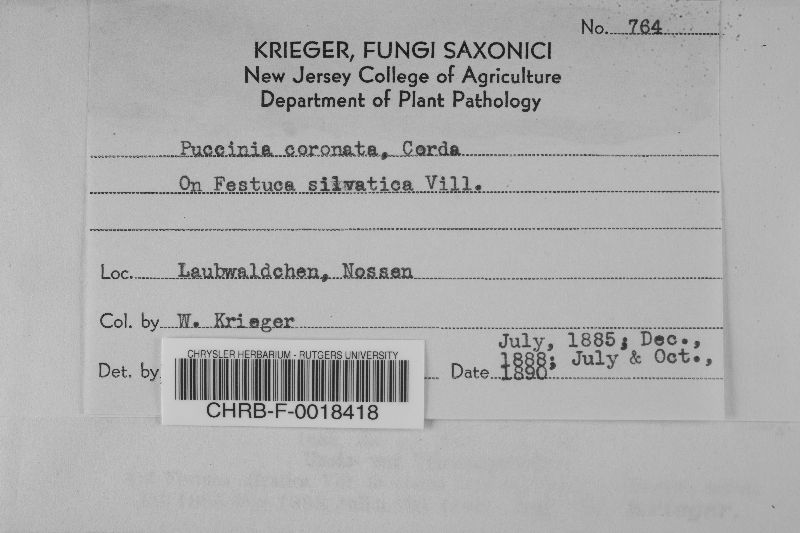 No. 764
KRIEGER, FUNGI SAXONICI
New Jersey College of Agriculture
Department of Plant Pathology
Puccinia coronata, Corda
On Festuca silvatica Vill.
Loc. Laubwaldchen, Nossen
Col. by W. Krieger
July, 1885; Dec.,
1888; July & Oct.,
Det. by
Date 1890
CHRYSLER HERBARIUM - RUTGERS UNIVERSITY
CHRB-F-0018418
Krieger.